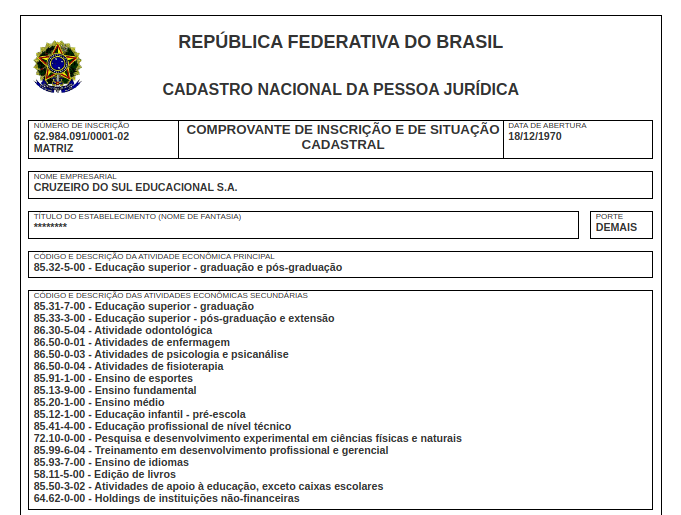 REPÚBLICA FEDERATIVA DO BRASIL
CADASTRO NACIONAL DA PESSOA JURÍDICA
NÚMERO DE INSCRIÇÃO
62.984.091/0001-02
MATRIZ
COMPROVANTE DE INSCRIÇÃO E DE SITUAÇÃO
CADASTRAL
DATA DE ABERTURA
18/12/1970
NOME EMPRESARIAL
CRUZEIRO DO SUL EDUCACIONAL S.A.
TÍTULO DO ESTABELECIMENTO (NOME DE FANTASIA)
********
PORTE
DEMAIS
CÓDIGO E DESCRIÇÃO DA ATIVIDADE ECONÔMICA PRINCIPAL
85.32-5-00 - Educação superior - graduação e pós-graduação
CÓDIGO E DESCRIÇÃO DAS ATIVIDADES ECONÔMICAS SECUNDÁRIAS
85.31-7-00 - Educação superior - graduação
85.33-3-00 - Educação superior - pós-graduação e extensão
86.30-5-04 - Atividade odontológica
86.50-0-01 - Atividades de enfermagem
86.50-0-03 - Atividades de psicologia e psicanálise
86.50-0-04 - Atividades de fisioterapia
85.91-1-00 - Ensino de esportes
85.13-9-00 - Ensino fundamental
85.20-1-00 - Ensino médio
85.12-1-00 - Educação infantil - pré-escola
85.41-4-00 - Educação profissional de nível técnico
72.10-0-00 - Pesquisa e desenvolvimento experimental em ciências físicas e naturais
85.99-6-04 - Treinamento em desenvolvimento profissional e gerencial
85.93-7-00 - Ensino de idiomas
58.11-5-00 - Edição de livros
85.50-3-02 - Atividades de apoio à educação, exceto caixas escolares
64.62-0-00 - Holdings de instituições não-financeiras